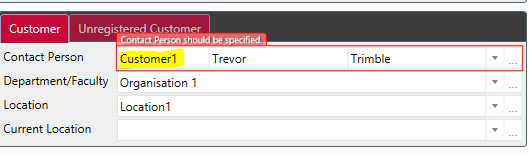 Customer Unregistered Customer
Contact Person should be specified.
Contact Person Customer1 Trevor Trimble ...
Department/Faculty Organisation 1 ...
Location Location1 ...
Current Location ...